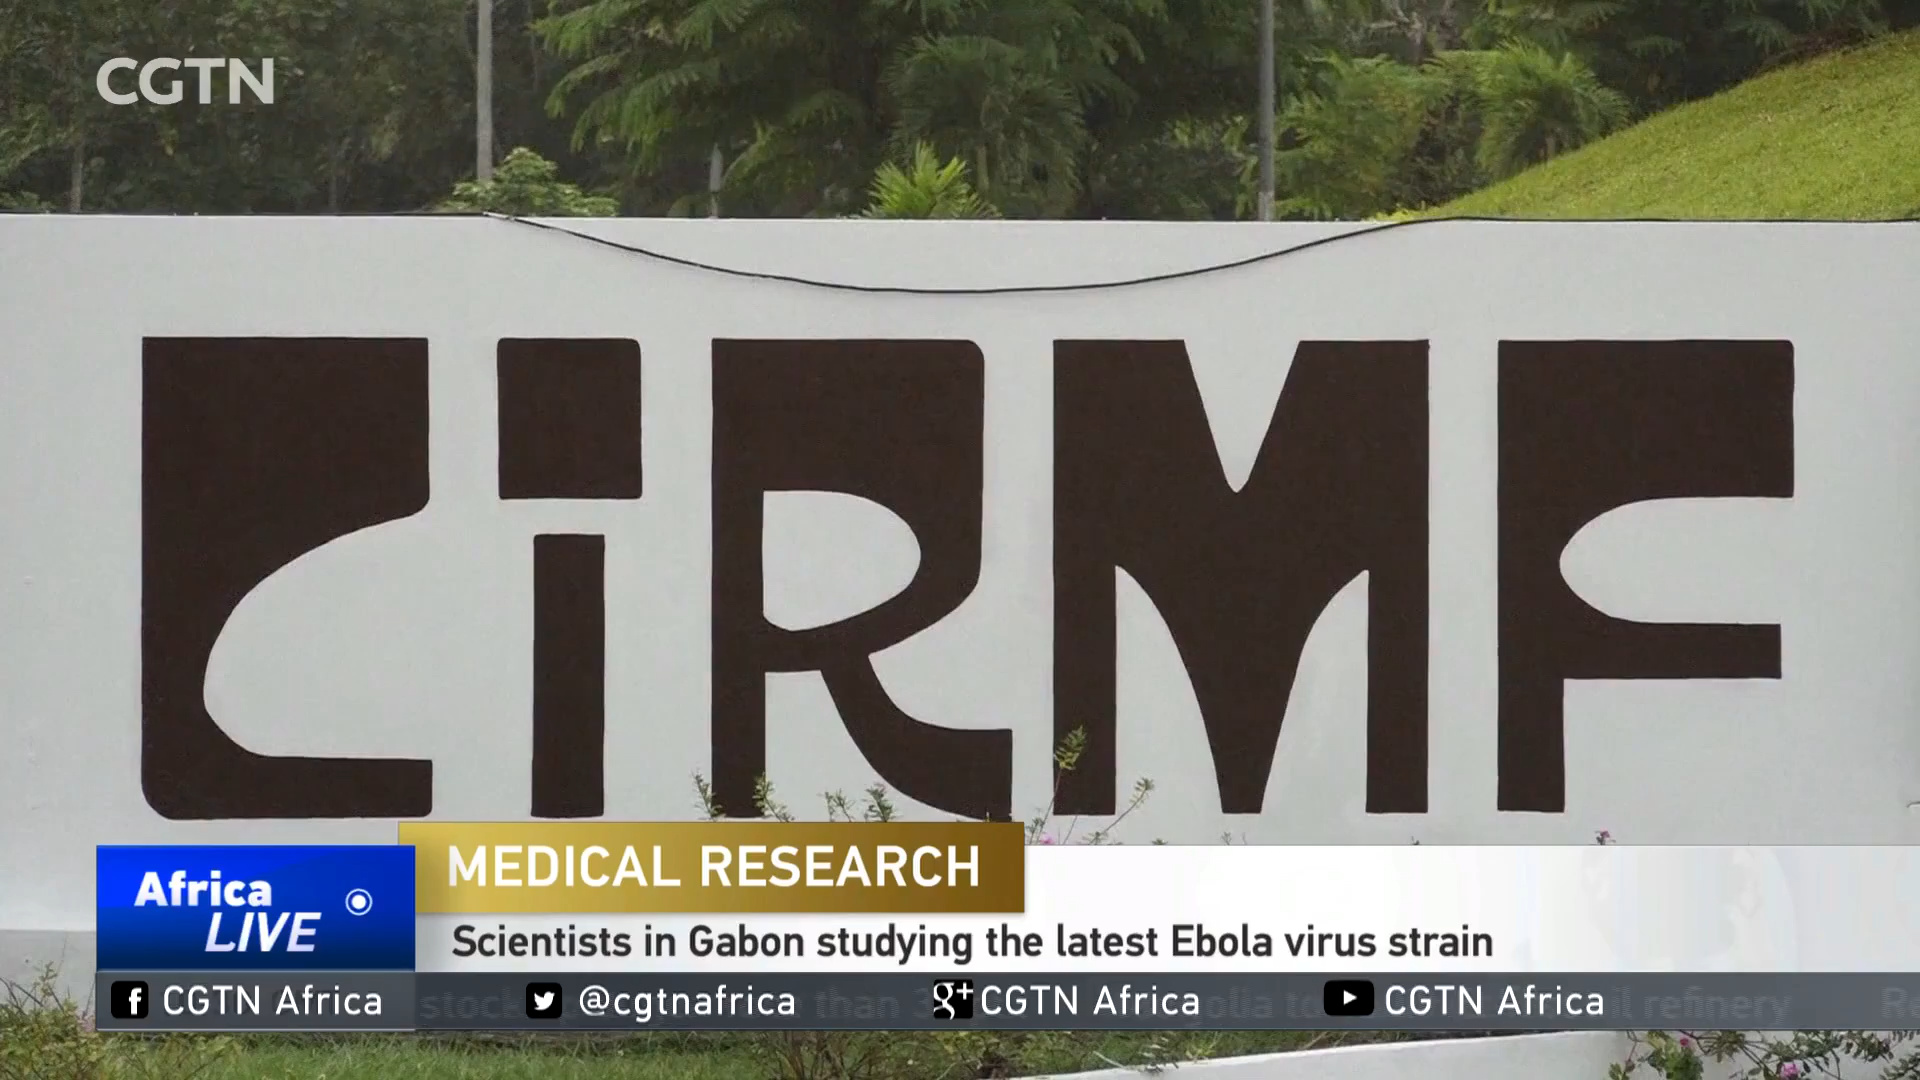 CGTN
CiRMF
MEDICAL RESEARCH
Africa
LIVE
Scientists in Gabon studying the latest Ebola virus strain
CGTN Africa @cgtnafrica g+ CGTN Africa CGTN Africa
refinery